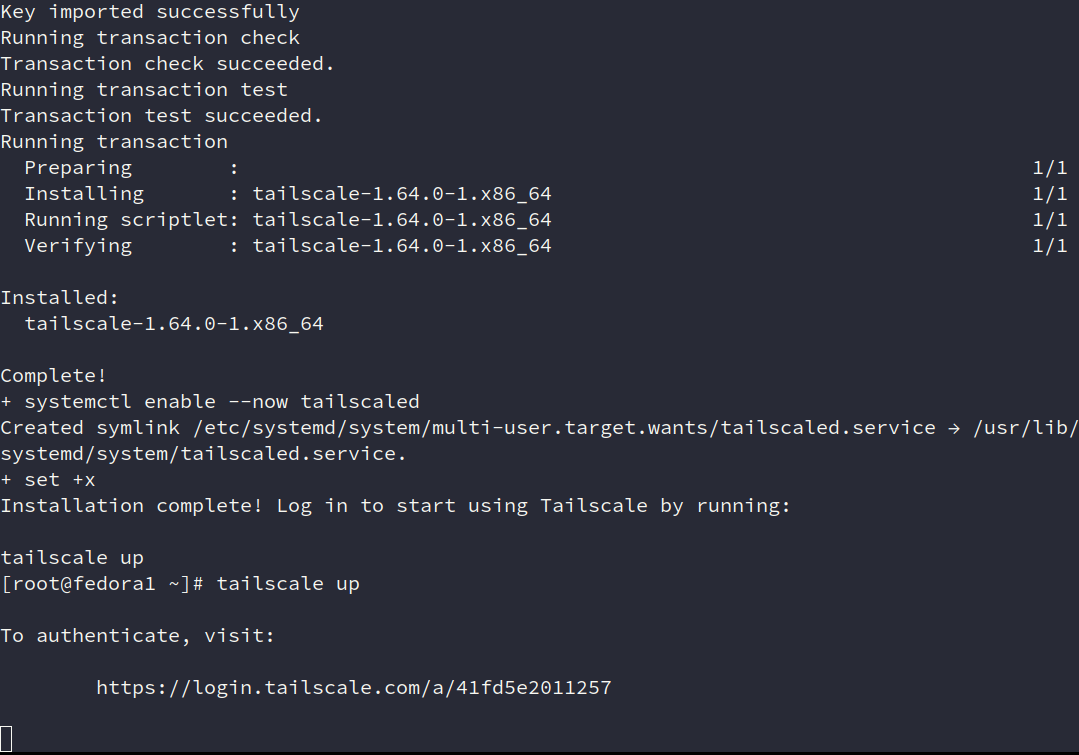 Key imported successfully
Running transaction check
Transaction check succeeded.
Running transaction test
Transaction test succeeded.
Running transaction
  Preparing        :                                                                  1/1
  Installing       : tailscale-1.64.0-1.x86_64                                        1/1
  Running scriptlet: tailscale-1.64.0-1.x86_64                                        1/1
  Verifying        : tailscale-1.64.0-1.x86_64                                        1/1

Installed:
  tailscale-1.64.0-1.x86_64

Complete!
+ systemctl enable --now tailscaled
Created symlink /etc/systemd/system/multi-user.target.wants/tailscaled.service → /usr/lib/
systemd/system/tailscaled.service.
+ set +x
Installation complete! Log in to start using Tailscale by running:

tailscale up
[root@fedora1 ~]# tailscale up

To authenticate, visit:

        https://login.tailscale.com/a/41fd5e2011257